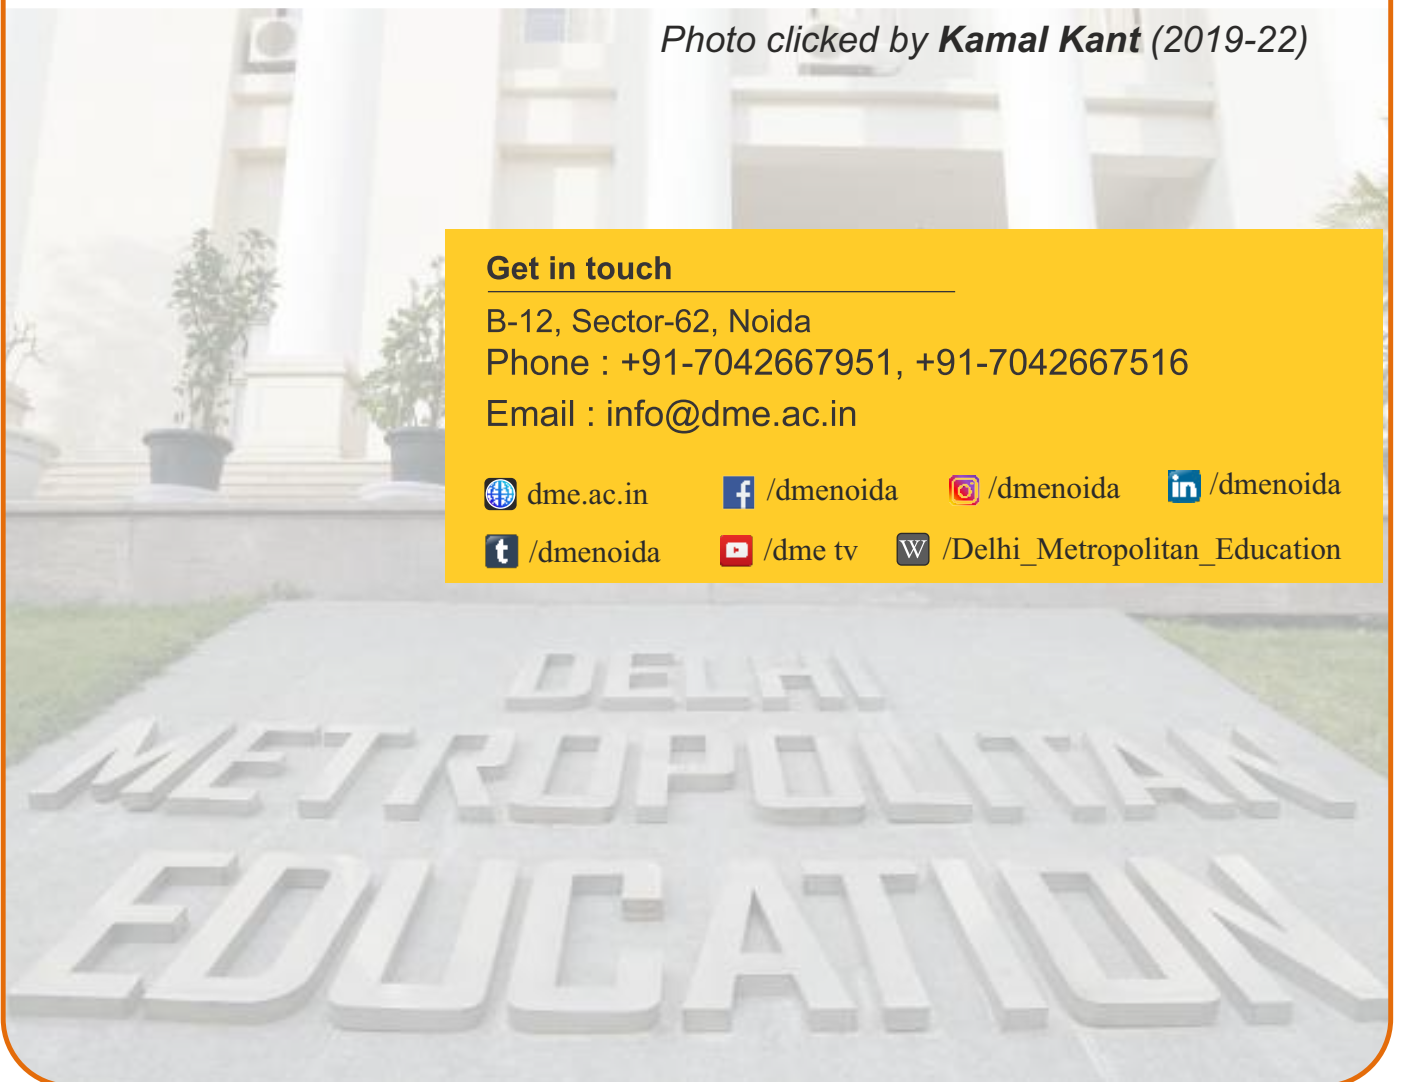 Photo clicked by Kamal Kant (2019-22)
Get in touch
B-12, Sector-62, Noida
Phone : +91-7042667951, +91-7042667516
Email : info@dme.ac.in
dme.ac.in /dmenoida /dmenoida in /dmenoida
t /dmenoida /dme tv W /Delhi_Metropolitan_Education
DELHI
METROPOLITAN
EDUCATION